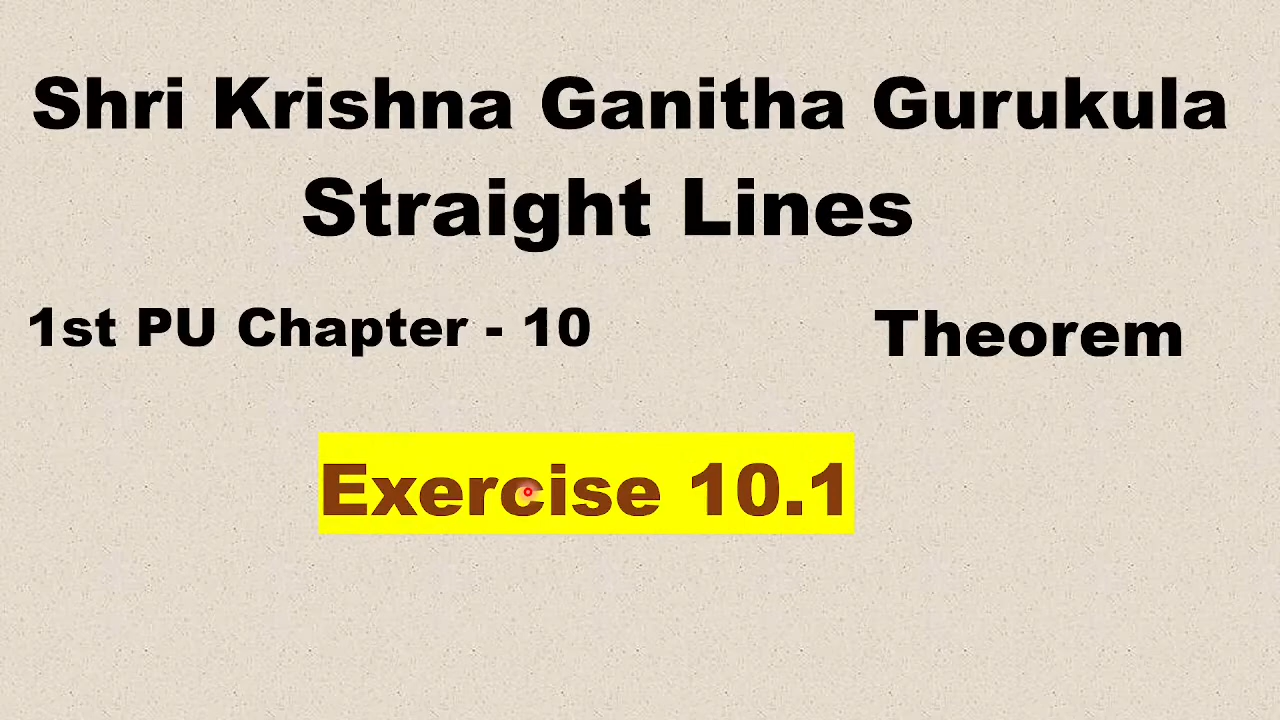 Shri Krishna Ganitha Gurukula
Straight Lines
1st PU Chapter - 10 Theorem
Exercise 10.1